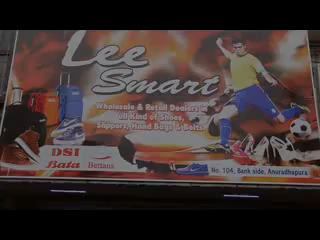 Lee
Smart
Wholesale & Retail Dealers in
all Kind of Shoes,
Slippers, Hand Bags & Belts.
DSI
Bata
No. 104, Bank side, Anuradhapura